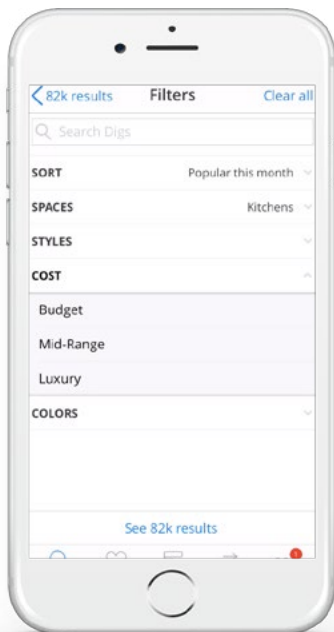 82k results Filters Clear all
Search Digs
SORT Popular this month
SPACES Kitchens
STYLES
COST
Budget
Mid-Range
Luxury
COLORS
See 82k results
1